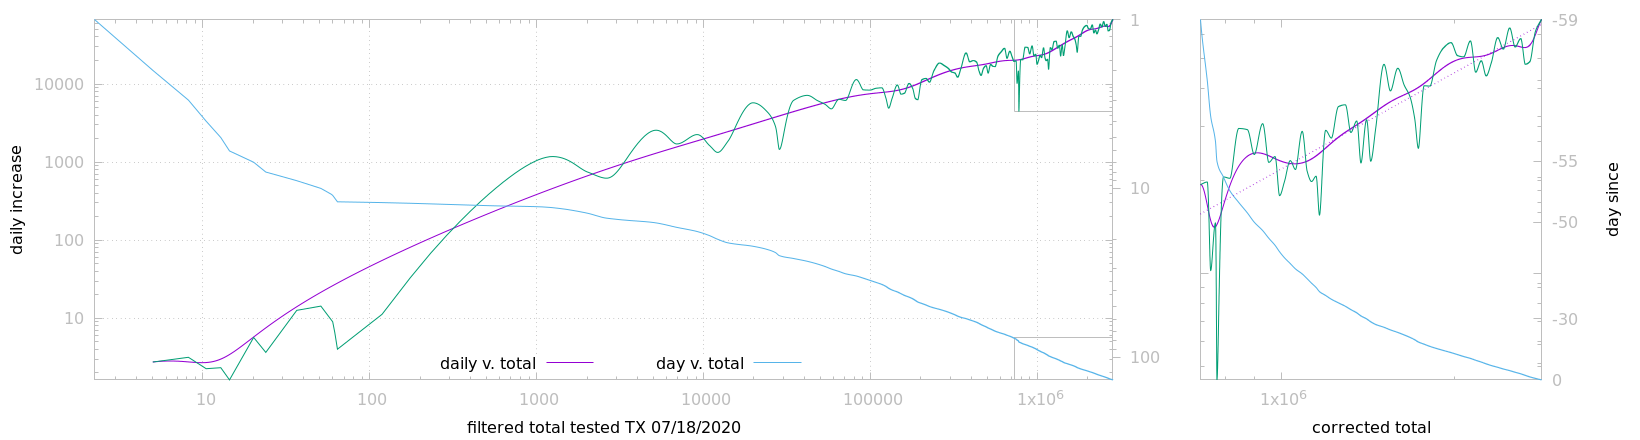 daily increase
10000
1000
100
10
10
100
1000
10000
100000
1x10^6
filtered total tested TX 07/18/2020
daily v. total
day v. total
1
10
100
1x10^6
corrected total
-59
-55
-50
-30
0
day since